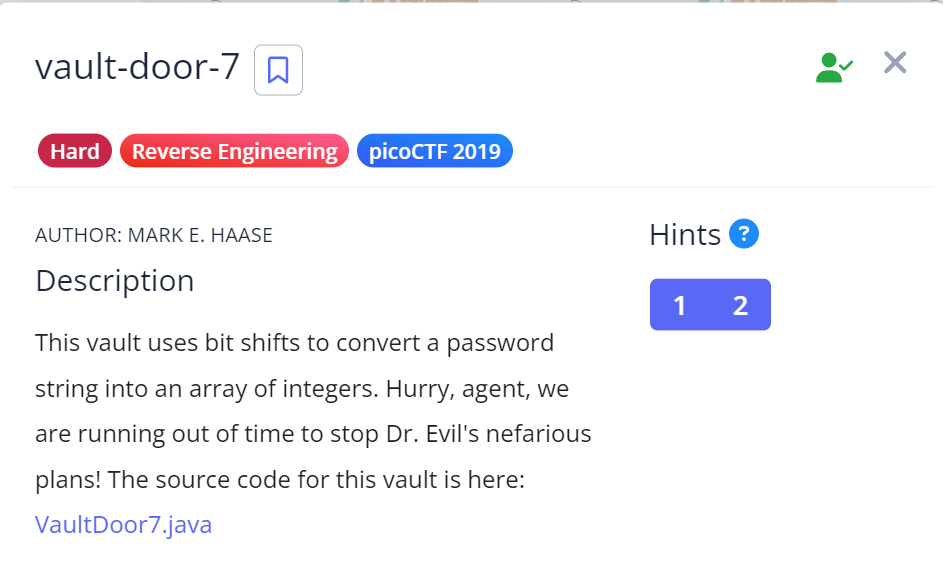 vault-door-7
Hard Reverse Engineering picoCTF 2019
AUTHOR: MARK E. HAASE
Hints ?
Description
1 2
This vault uses bit shifts to convert a password
string into an array of integers. Hurry, agent, we
are running out of time to stop Dr. Evil's nefarious
plans! The source code for this vault is here:
VaultDoor7.java